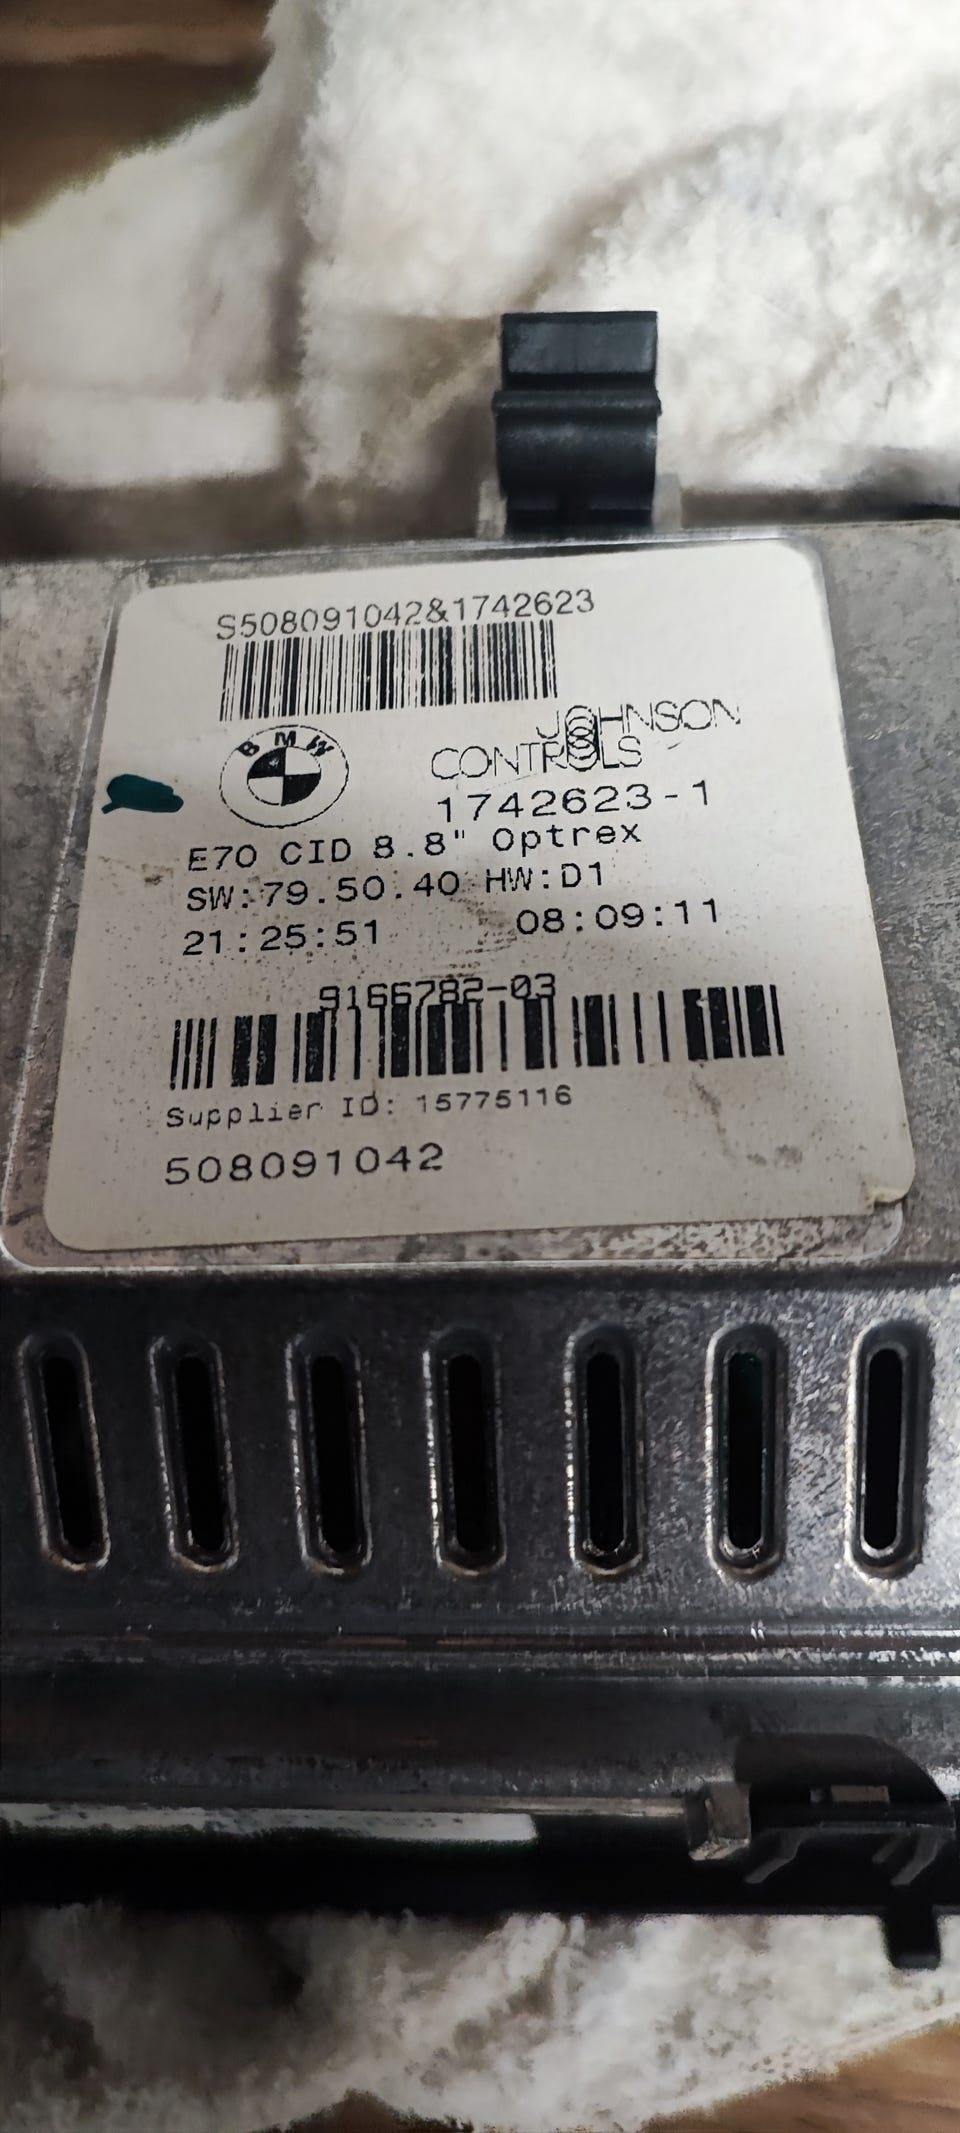 S508091042&1742623
BMW
JOHNSON
CONTROLS
1742623-1
E70 CID 8.8" Optrex
SW:79.50.40 HW:D1
21:25:51 08:09:11
9166782-03
Supplier ID: 15775116
508091042